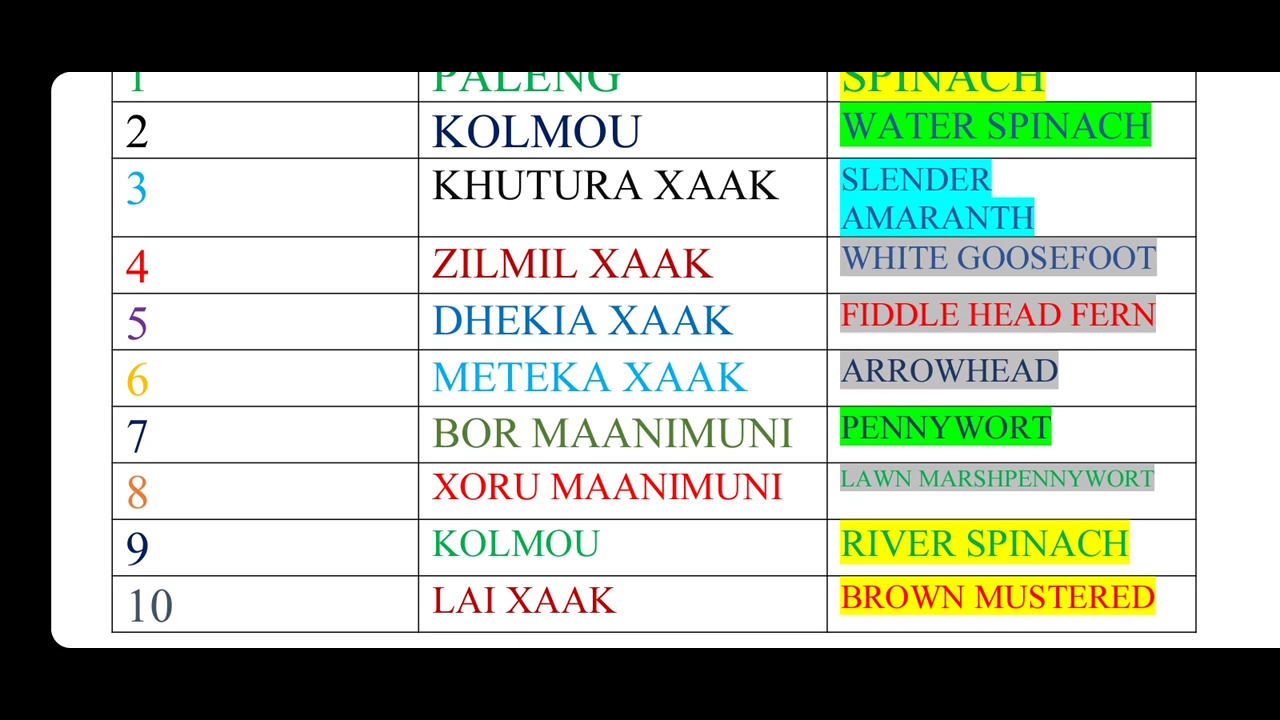 1 PALENG SPINACH
2 KOLMOU WATER SPINACH
3 KHUTURA XAAK SLENDER
AMARANTH
4 ZILMIL XAAK WHITE GOOSEFOOT
5 DHEKIA XAAK FIDDLE HEAD FERN
6 METEKA XAAK ARROWHEAD
7 BOR MAANIMUNI PENNYWORT
8 XORU MAANIMUNI LAWN MARSHPENNYWORT
9 KOLMOU RIVER SPINACH
10 LAI XAAK BROWN MUSTERED